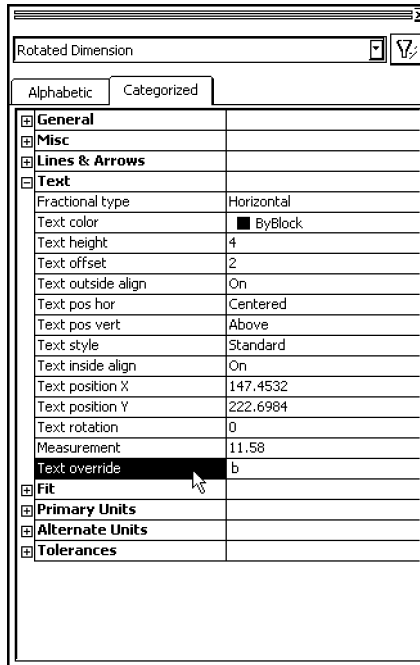 Rotated Dimension
Alphabetic Categorized
General
Misc
Lines & Arrows
Text
Fractional type Horizontal
Text color ByBlock
Text height 4
Text offset 2
Text outside align On
Text pos hor Centered
Text pos vert Above
Text style Standard
Text inside align On
Text position X 147.4532
Text position Y 222.6984
Text rotation 0
Measurement 11.58
Text override b
Fit
Primary Units
Alternate Units
Tolerances